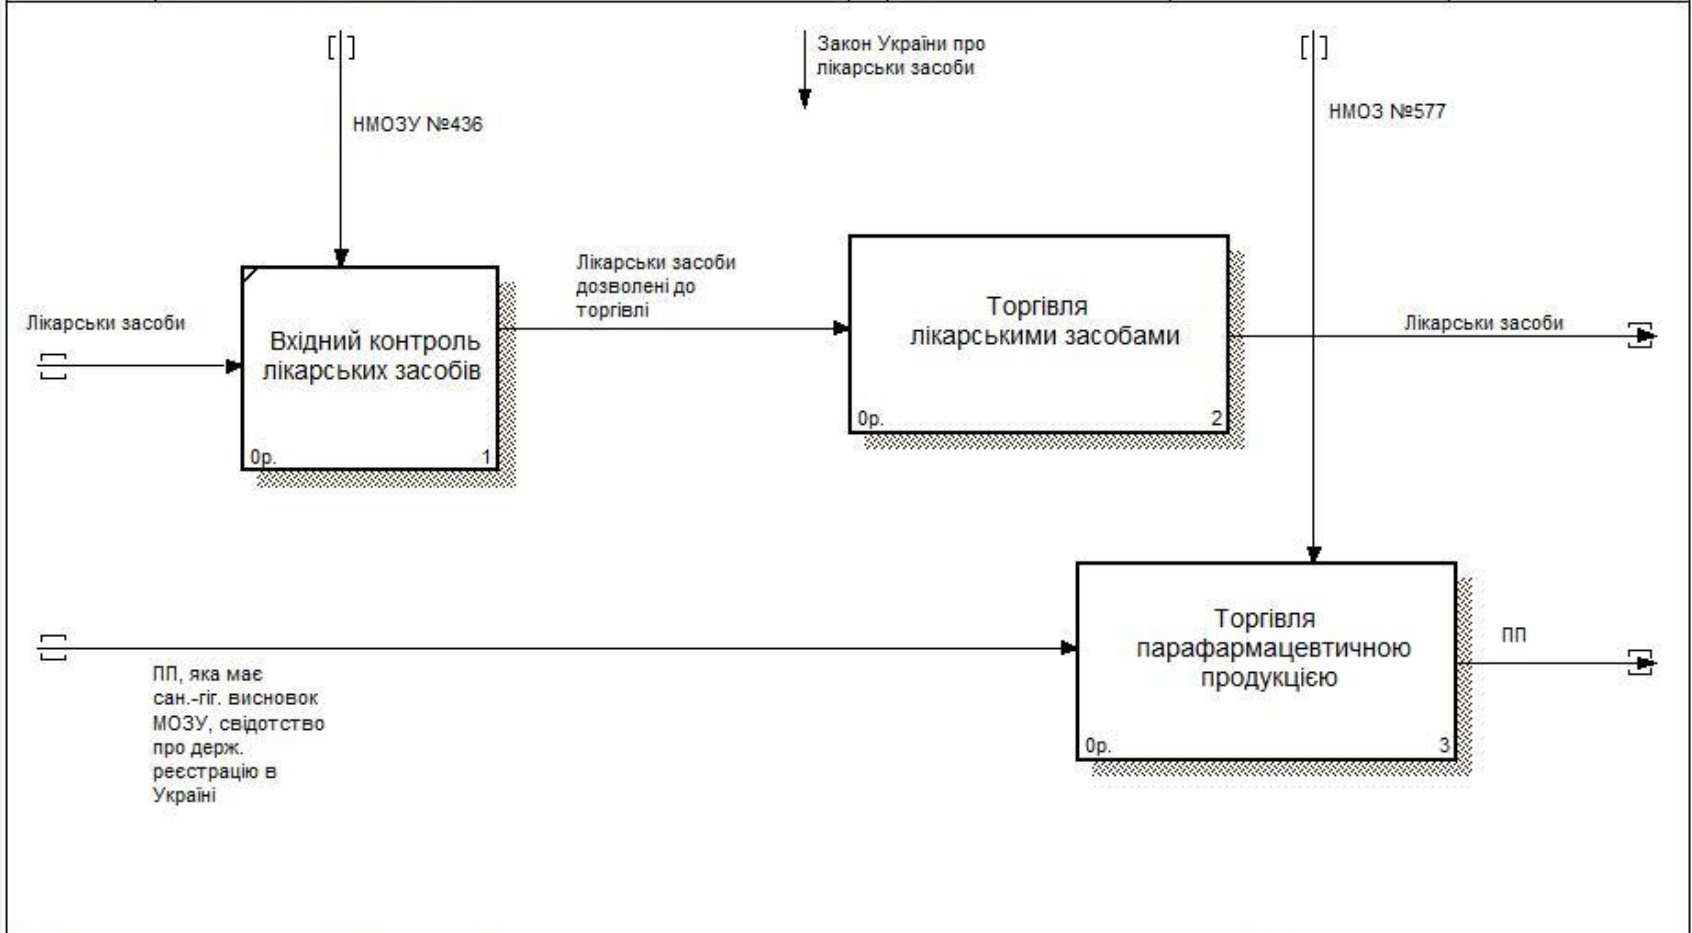 Закон України про
лікарськи засоби
НМОЗУ №436
НМОЗ №577
Лікарськи засоби
Вхідний контроль
лікарських засобів
0р. 1
Лікарськи засоби
дозволені до
торгівлі
Торгівля
лікарськими засобами
0р. 2
Лікарськи засоби
ПП, яка має
сан.-гіг. висновок
МОЗУ, свідотство
про держ.
реєстрацію в
Україні
Торгівля
парафармацевтичною
продукцією
0р. 3
ПП